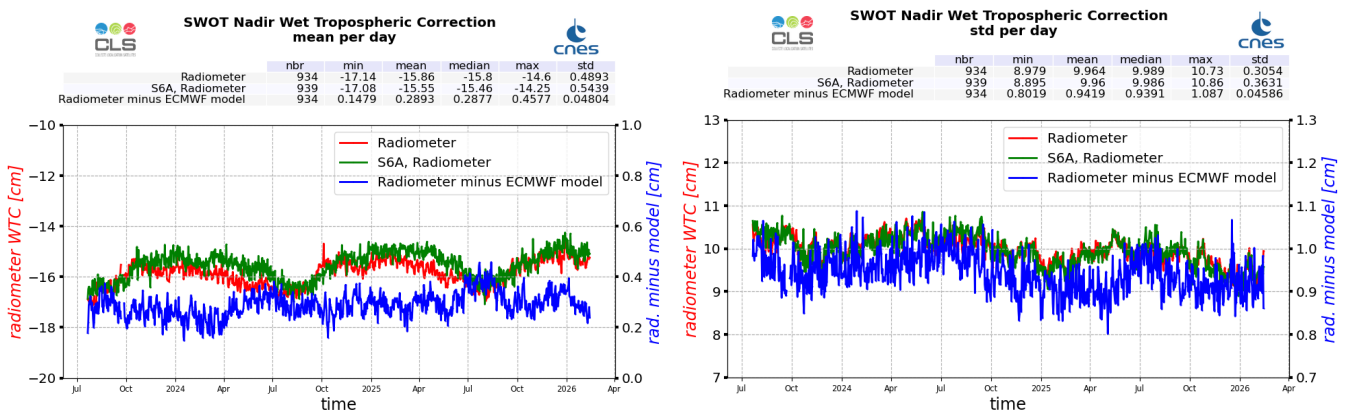 CLS
SWOT Nadir Wet Tropospheric Correction
mean per day
cnes
nbr min mean median max std
Radiometer 934 -17.14 -15.86 -15.8 -14.6 0.4893
S6A, Radiometer 939 -17.08 -15.55 -15.46 -14.25 0.5439
Radiometer minus ECMWF model 934 0.1479 0.2893 0.2877 0.4577 0.04804
radiometer WTC [cm]
−10
−12
−14
−16
−18
−20
Radiometer
S6A, Radiometer
Radiometer minus ECMWF model
1.0
0.8
0.6
0.4
0.2
0.0
rad. minus model [cm]
Jul Oct 2024 Apr Jul Oct 2025 Apr Jul Oct 2026 Apr
time
CLS
SWOT Nadir Wet Tropospheric Correction
std per day
cnes
nbr min mean median max std
Radiometer 934 8.979 9.964 9.989 10.73 0.3054
S6A, Radiometer 939 8.895 9.96 9.986 10.86 0.3631
Radiometer minus ECMWF model 934 0.8019 0.9419 0.9391 1.087 0.04586
radiometer WTC [cm]
13
12
11
10
9
8
7
Radiometer
S6A, Radiometer
Radiometer minus ECMWF model
1.3
1.2
1.1
1.0
0.9
0.8
0.7
rad. minus model [cm]
Jul Oct 2024 Apr Jul Oct 2025 Apr Jul Oct 2026 Apr
time